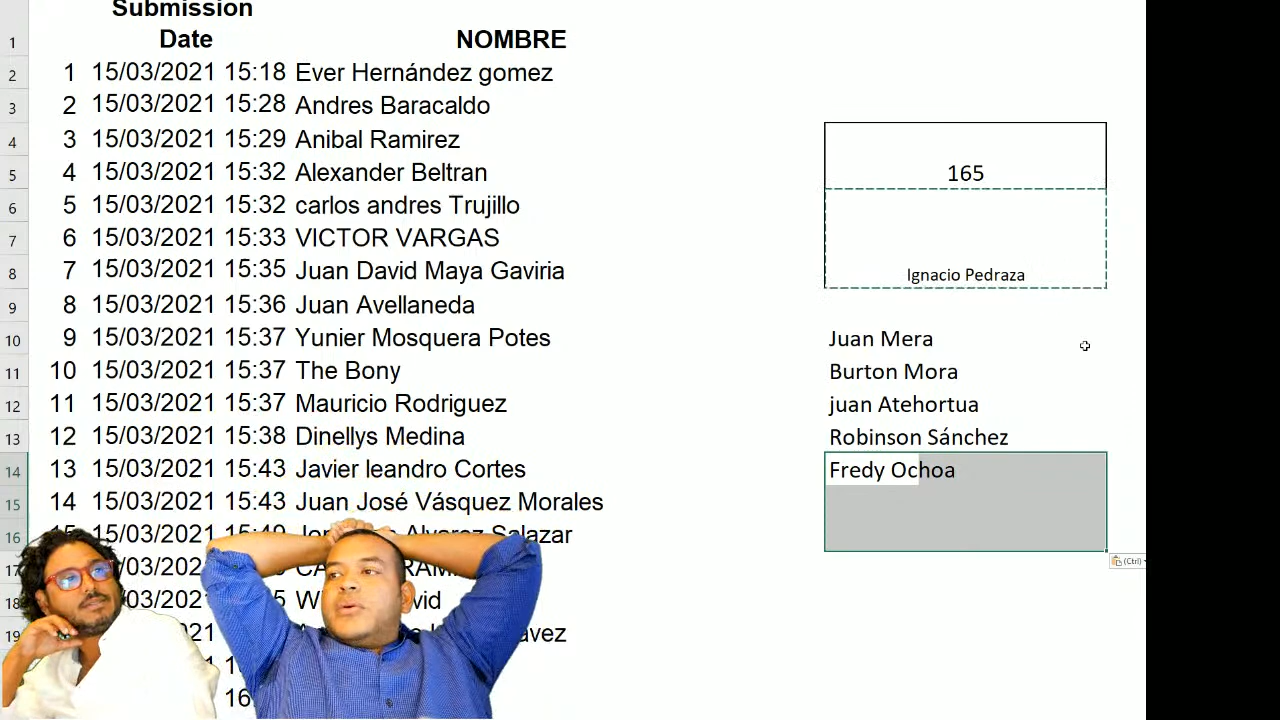 Submission
Date NOMBRE
1
2 1 15/03/2021 15:18 Ever Hernández gomez
3 2 15/03/2021 15:28 Andres Baracaldo
4 3 15/03/2021 15:29 Anibal Ramirez
5 4 15/03/2021 15:32 Alexander Beltran 165
6 5 15/03/2021 15:32 carlos andres Trujillo
7 6 15/03/2021 15:33 VICTOR VARGAS
8 7 15/03/2021 15:35 Juan David Maya Gaviria Ignacio Pedraza
9 8 15/03/2021 15:36 Juan Avellaneda
10 9 15/03/2021 15:37 Yunier Mosquera Potes Juan Mera
11 10 15/03/2021 15:37 The Bony Burton Mora
12 11 15/03/2021 15:37 Mauricio Rodriguez juan Atehortua
13 12 15/03/2021 15:38 Dinellys Medina Robinson Sánchez
14 13 15/03/2021 15:43 Javier leandro Cortes Fredy Ochoa
15 14 15/03/2021 15:43 Juan José Vásquez Morales
16 15 15/03/2021 15:49 Alvarez Salazar
17 (Ctrl)
18
19